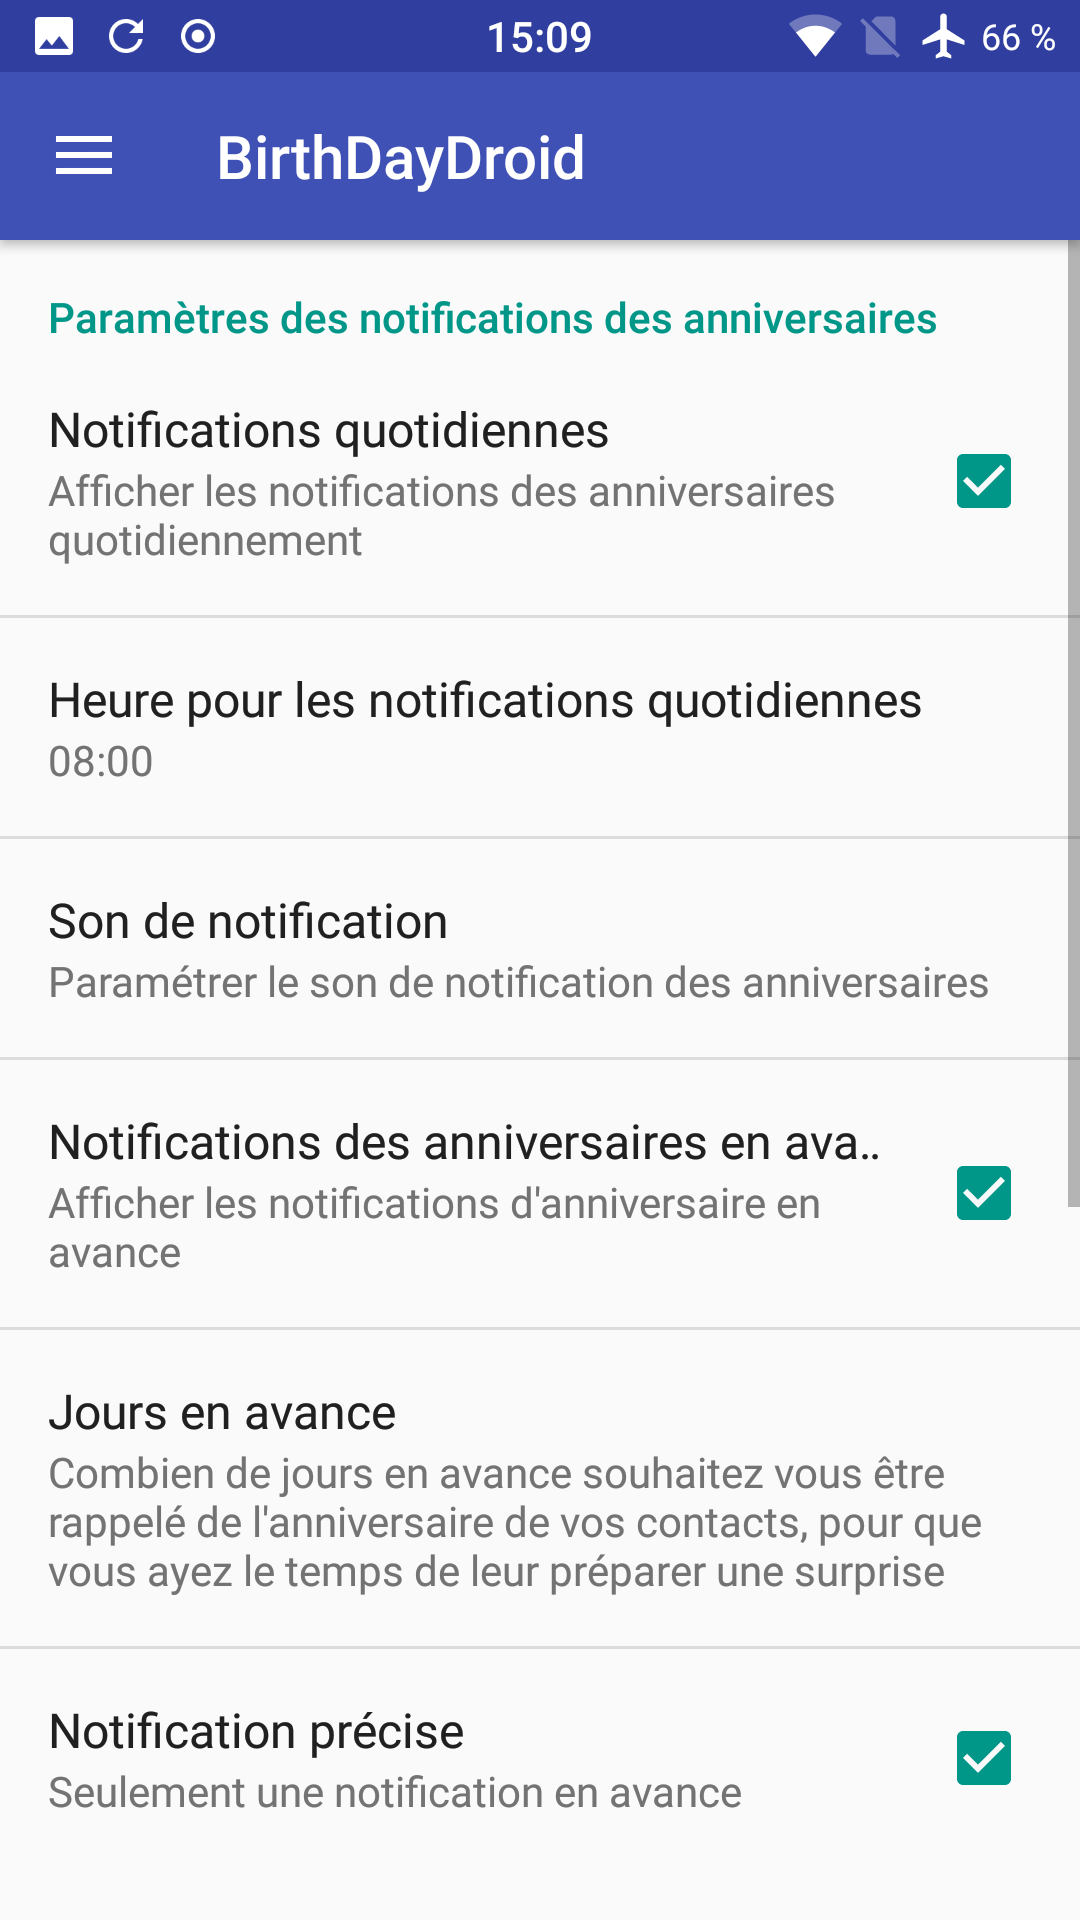 15:09
66 %
BirthDayDroid
Paramètres des notifications des anniversaires
Notifications quotidiennes
Afficher les notifications des anniversaires
quotidiennement
Heure pour les notifications quotidiennes
08:00
Son de notification
Paramétrer le son de notification des anniversaires
Notifications des anniversaires en ava..
Afficher les notifications d'anniversaire en
avance
Jours en avance
Combien de jours en avance souhaitez vous être
rappelé de l'anniversaire de vos contacts, pour que
vous ayez le temps de leur préparer une surprise
Notification précise
Seulement une notification en avance